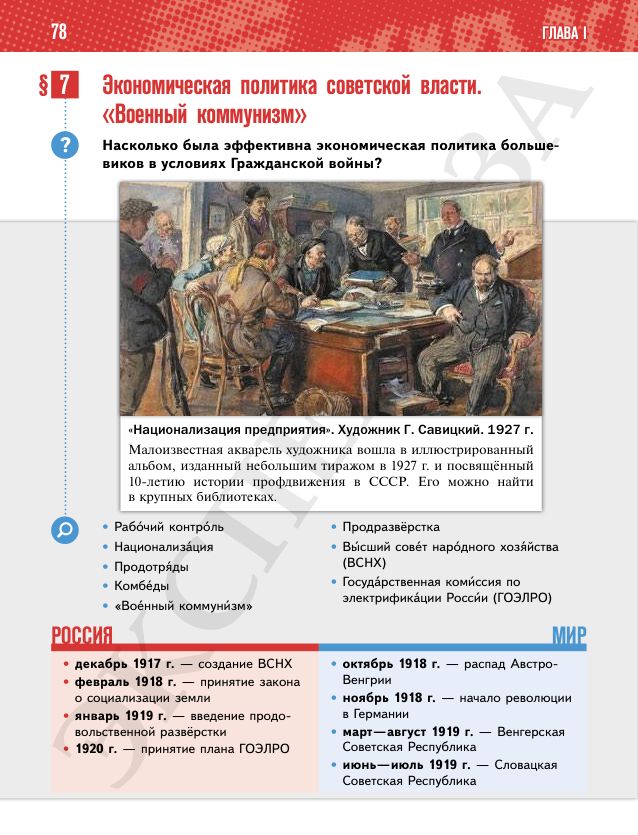 78
ГЛАВА I
§ 7
Экономическая политика советской власти.
«Военный коммунизм»
?
Насколько была эффективна экономическая политика больше-
виков в условиях Гражданской войны?
«Национализация предприятия». Художник Г. Савицкий. 1927 г.
Малоизвестная акварель художника вошла в иллюстрированный
альбом, изданный небольшим тиражом в 1927 г. и посвящённый
10-летию истории профдвижения в СССР. Его можно найти
в крупных библиотеках.
• Рабо́чий контро́ль
• Национализа́ция
• Продотря́ды
• Комбе́ды
• «Вое́нный коммуни́зм»
• Продразвёрстка
• Вы́сший сове́т наро́дного хозя́йства
(ВСНХ)
• Госуда́рственная коми́ссия по
электрифика́ции Росси́и (ГОЭЛРО)
РОССИЯ
• декабрь 1917 г. — создание ВСНХ
• февраль 1918 г. — принятие закона
о социализации земли
• январь 1919 г. — введение продо-
вольственной развёрстки
• 1920 г. — принятие плана ГОЭЛРО
МИР
• октябрь 1918 г. — распад Австро-
Венгрии
• ноябрь 1918 г. — начало революции
в Германии
• март—август 1919 г. — Венгерская
Советская Республика
• июнь—июль 1919 г. — Словацкая
Советская Республика